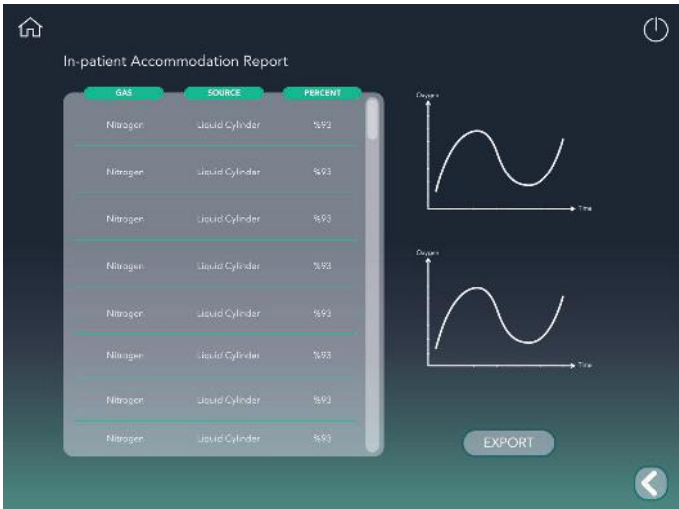 In-patient Accommodation Report
GAS SOURCE PERCENT
Nitrogen Liquid Cylinder %93
Nitrogen Liquid Cylinder %93
Nitrogen Liquid Cylinder %93
Nitrogen Liquid Cylinder %93
Nitrogen Liquid Cylinder %93
Nitrogen Liquid Cylinder %93
Nitrogen Liquid Cylinder %93
Nitrogen Liquid Cylinder %93
Oxygen
Time
Oxygen
Time
EXPORT